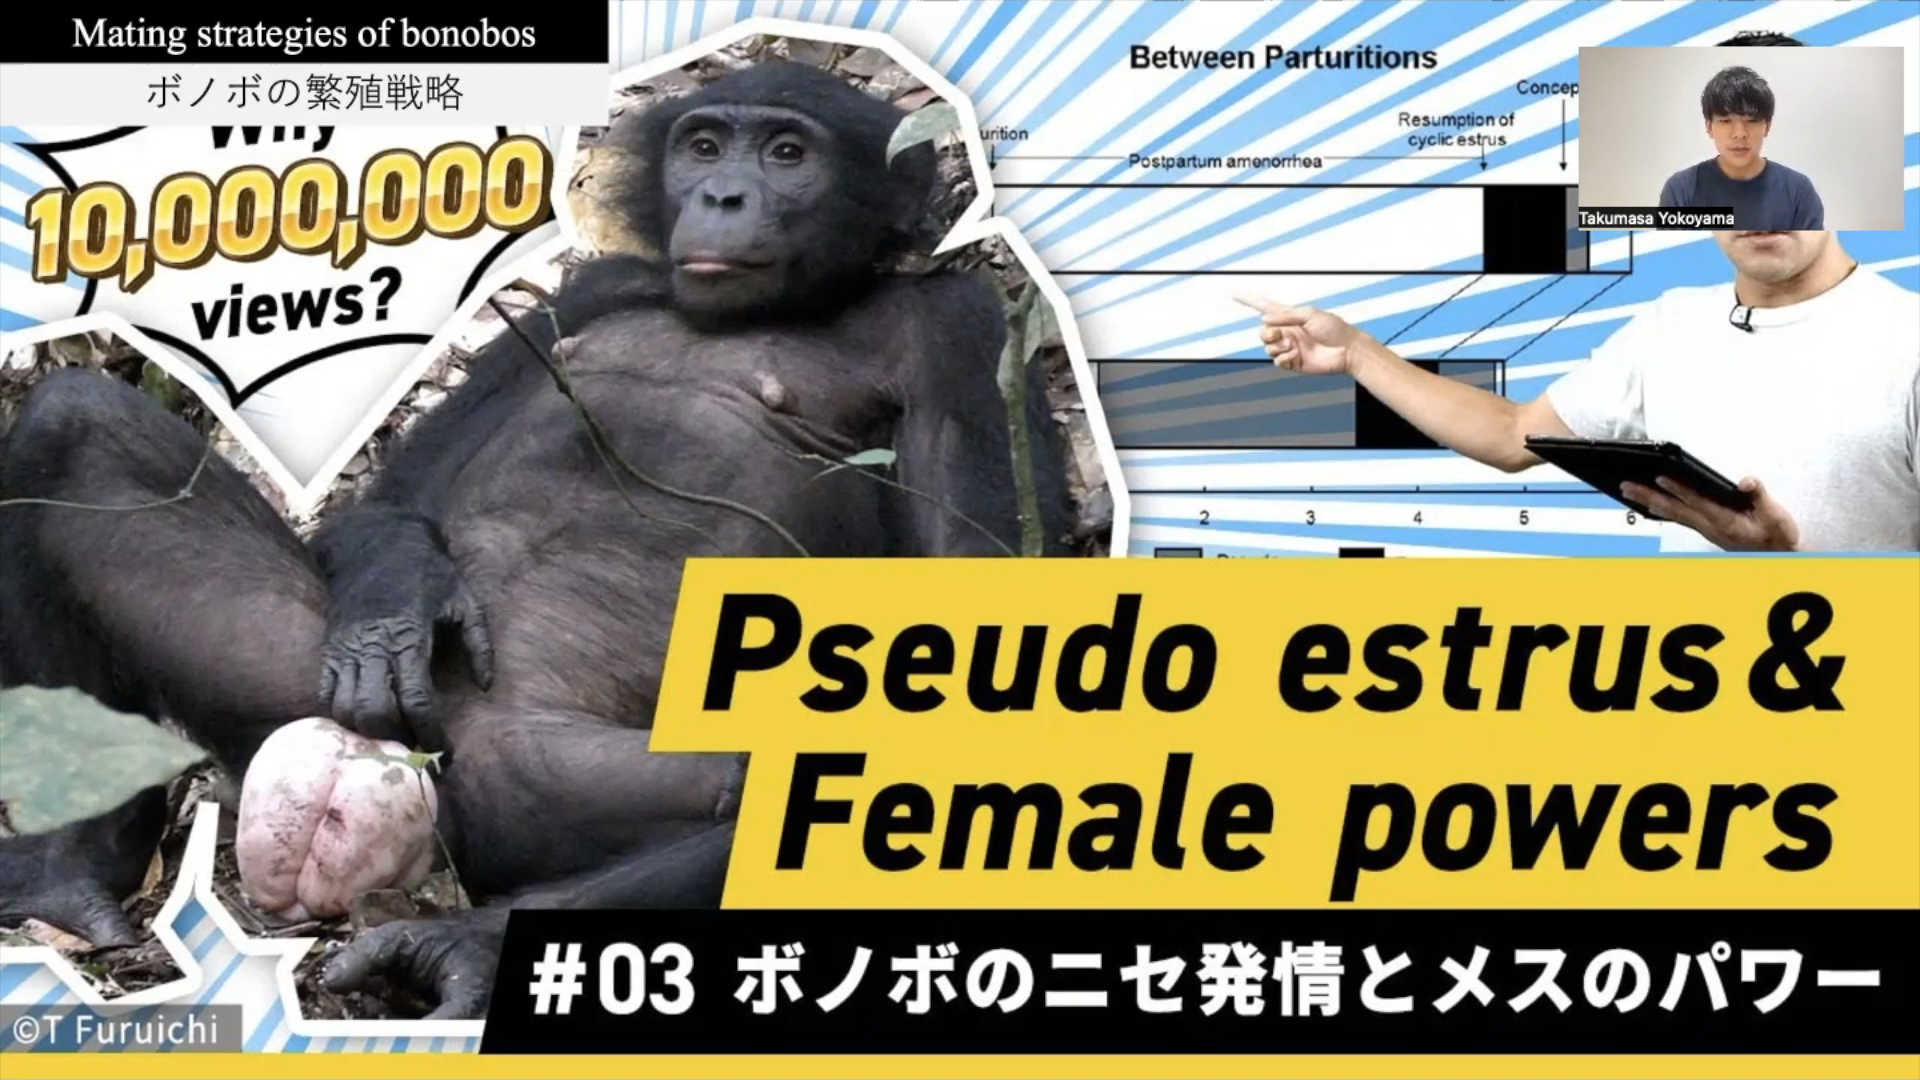 Mating strategies of bonobos
ボノボの繁殖戦略
Why
10,000,000
views?
Between Parturitions
Resumption of
cyclic estrus
Postpartum amenorrhea
2 3 4 5 6
Takumasa Yokoyama
Pseudo estrus &
Female powers
#03 ボノボのニセ発情とメスのパワー
©T Furuichi